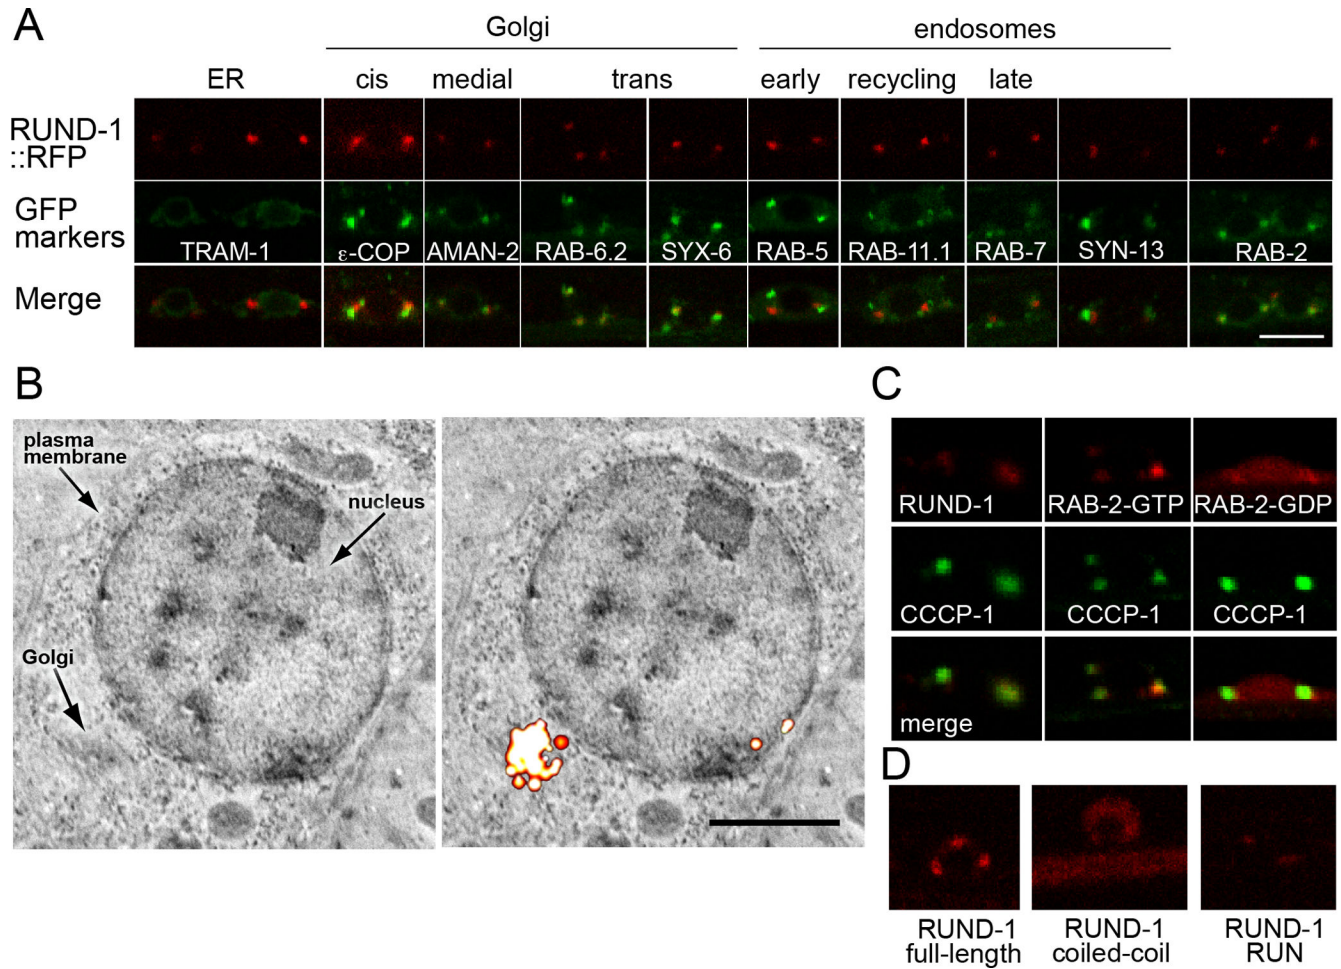 A
Golgi
endosomes
ER
cis
medial
trans
early
recycling
late
RUND-1
::RFP
GFP
markers
TRAM-1
ε-COP
AMAN-2
RAB-6.2
SYX-6
RAB-5
RAB-11.1
RAB-7
SYN-13
RAB-2
Merge
B
plasma
membrane
nucleus
Golgi
C
RUND-1
RAB-2-GTP
RAB-2-GDP
CCCP-1
CCCP-1
CCCP-1
merge
D
RUND-1
full-length
RUND-1
coiled-coil
RUND-1
RUN